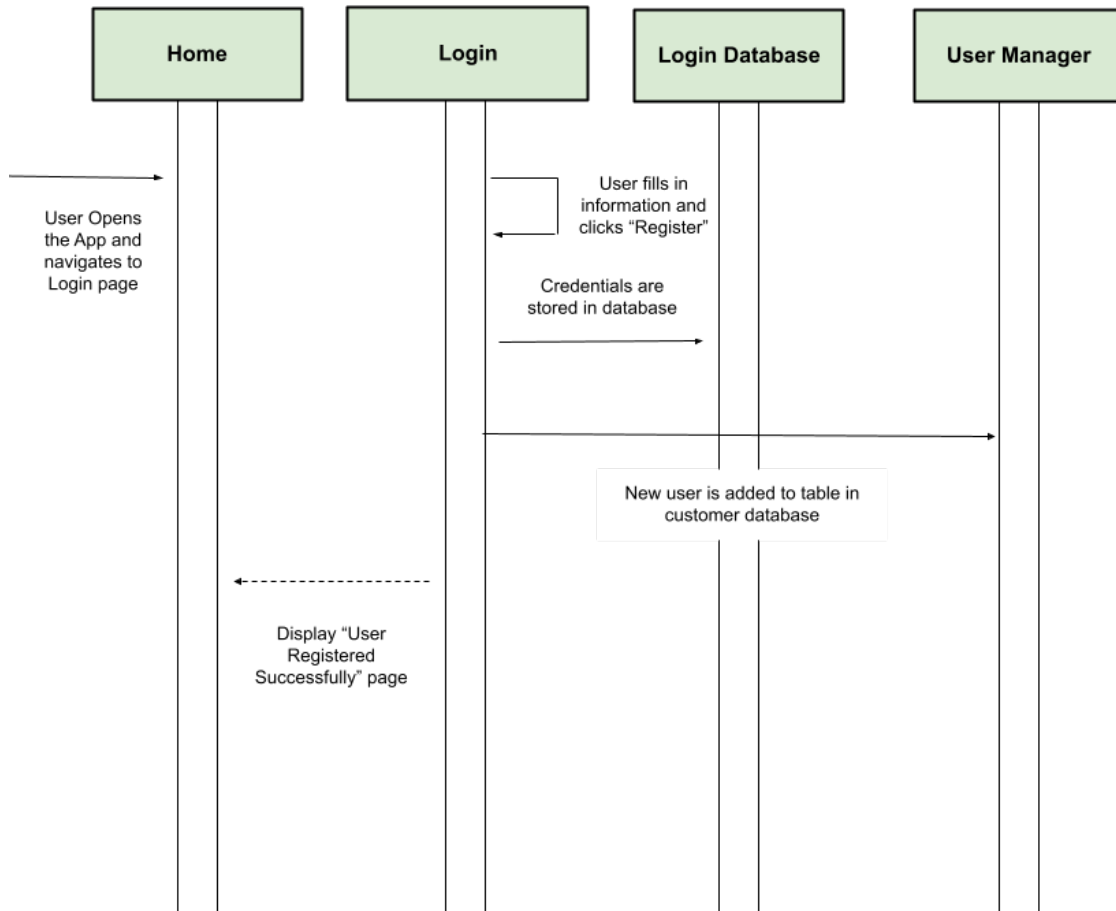 Home
Login
Login Database
User Manager
User Opens
the App and
navigates to
Login page
User fills in
information and
clicks “Register”
Credentials are
stored in database
New user is added to table in
customer database
Display “User
Registered
Successfully” page